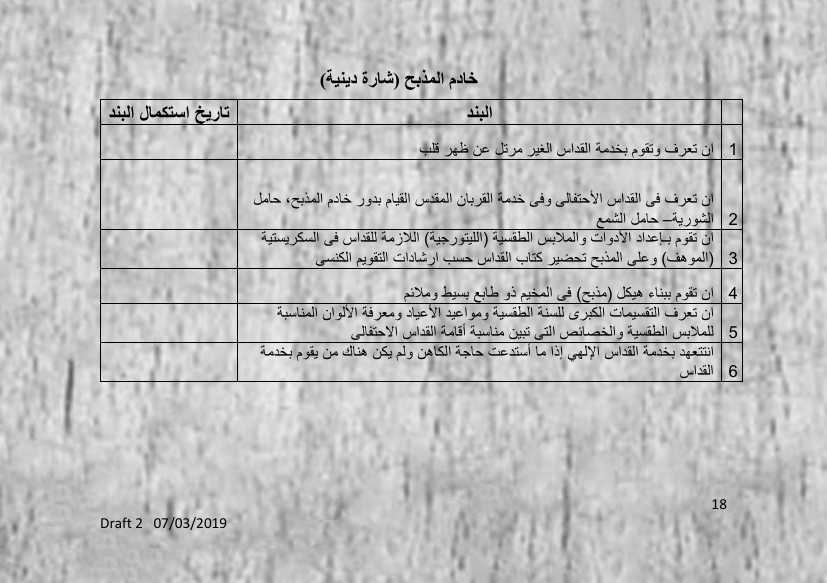 خادم المذبح (شارة دينية)
البند تاريخ استكمال البند
1 ان تعرف وتقوم بخدمة القداس الغير مرتل عن ظهر قلب
ان تعرف فى القداس الأحتفالى وفى خدمة القربان المقدس القيام بدور خادم المذبح، حامل
2 الشورية– حامل الشمع
ان تقوم بـإعداد الأدوات والملابس الطقسية (الليتورجية) اللازمة للقداس فى السكريستية
3 (الموهف) وعلى المذبح تحضير كتاب القداس حسب ارشادات التقويم الكنسى
4 ان تقوم ببناء هيكل (مذبح) فى المخيم ذو طابع بسيط وملائم
ان تعرف التقسيمات الكبرى للسنة الطقسية ومواعيد الأعياد ومعرفة الألوان المناسبة
5 للملابس الطقسية والخصائص التى تبين مناسبة أقامة القداس الاحتفالى
انتتعهد بخدمة القداس الإلهي إذا ما أستدعت حاجة الكاهن ولم يكن هناك من يقوم بخدمة
6 القداس
18
Draft 2 07/03/2019